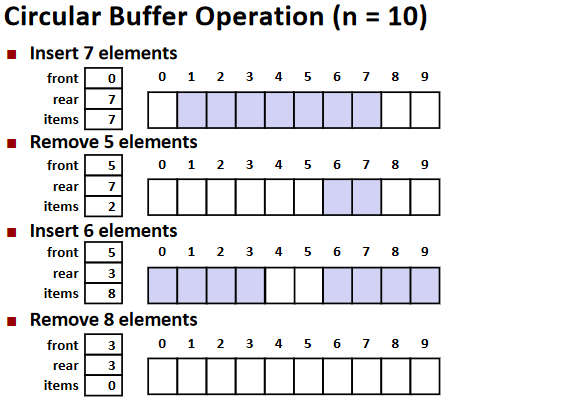 Circular Buffer Operation (n = 10)
Insert 7 elements
front 0 0 1 2 3 4 5 6 7 8 9
rear 7
items 7
Remove 5 elements
front 5 0 1 2 3 4 5 6 7 8 9
rear 7
items 2
Insert 6 elements
front 5 0 1 2 3 4 5 6 7 8 9
rear 3
items 8
Remove 8 elements
front 3 0 1 2 3 4 5 6 7 8 9
rear 3
items 0